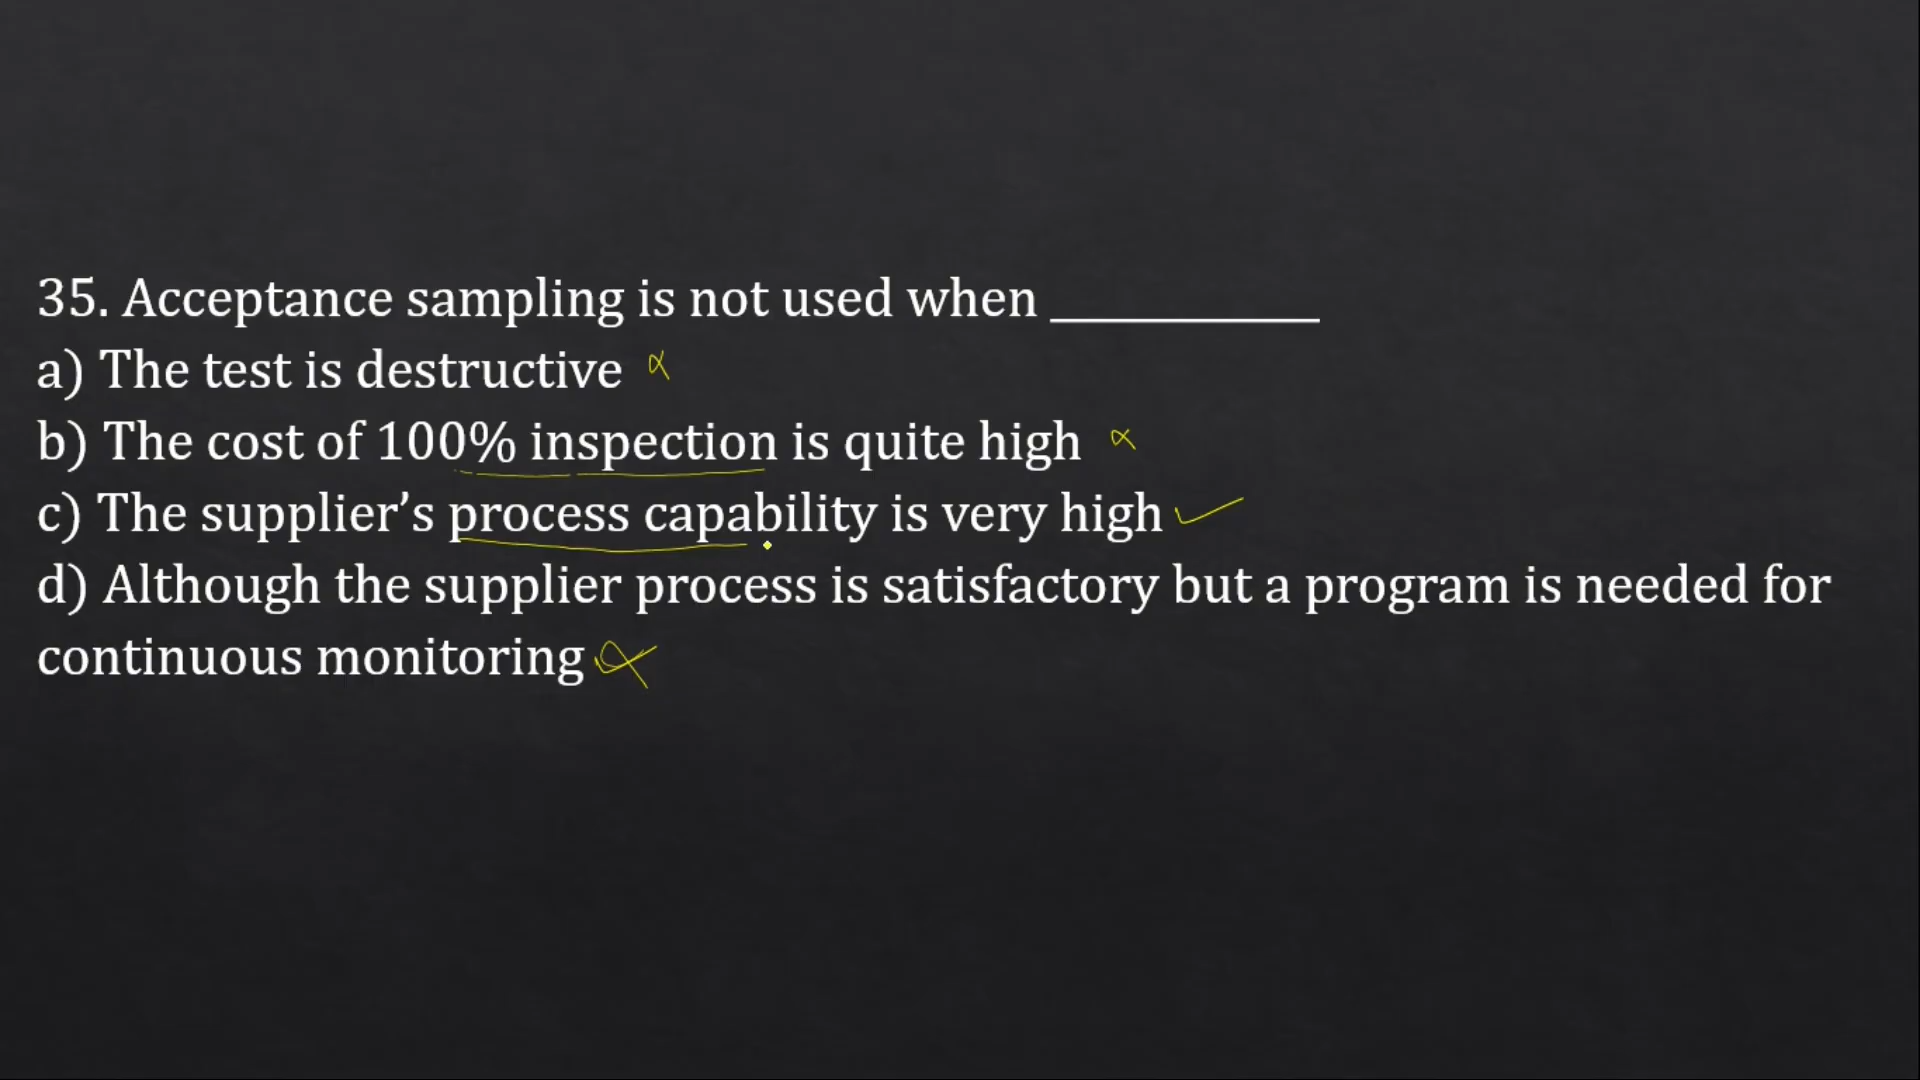 35. Acceptance sampling is not used when ___________
a) The test is destructive
b) The cost of 100% inspection is quite high
c) The supplier’s process capability is very high
d) Although the supplier process is satisfactory but a program is needed for
continuous monitoring